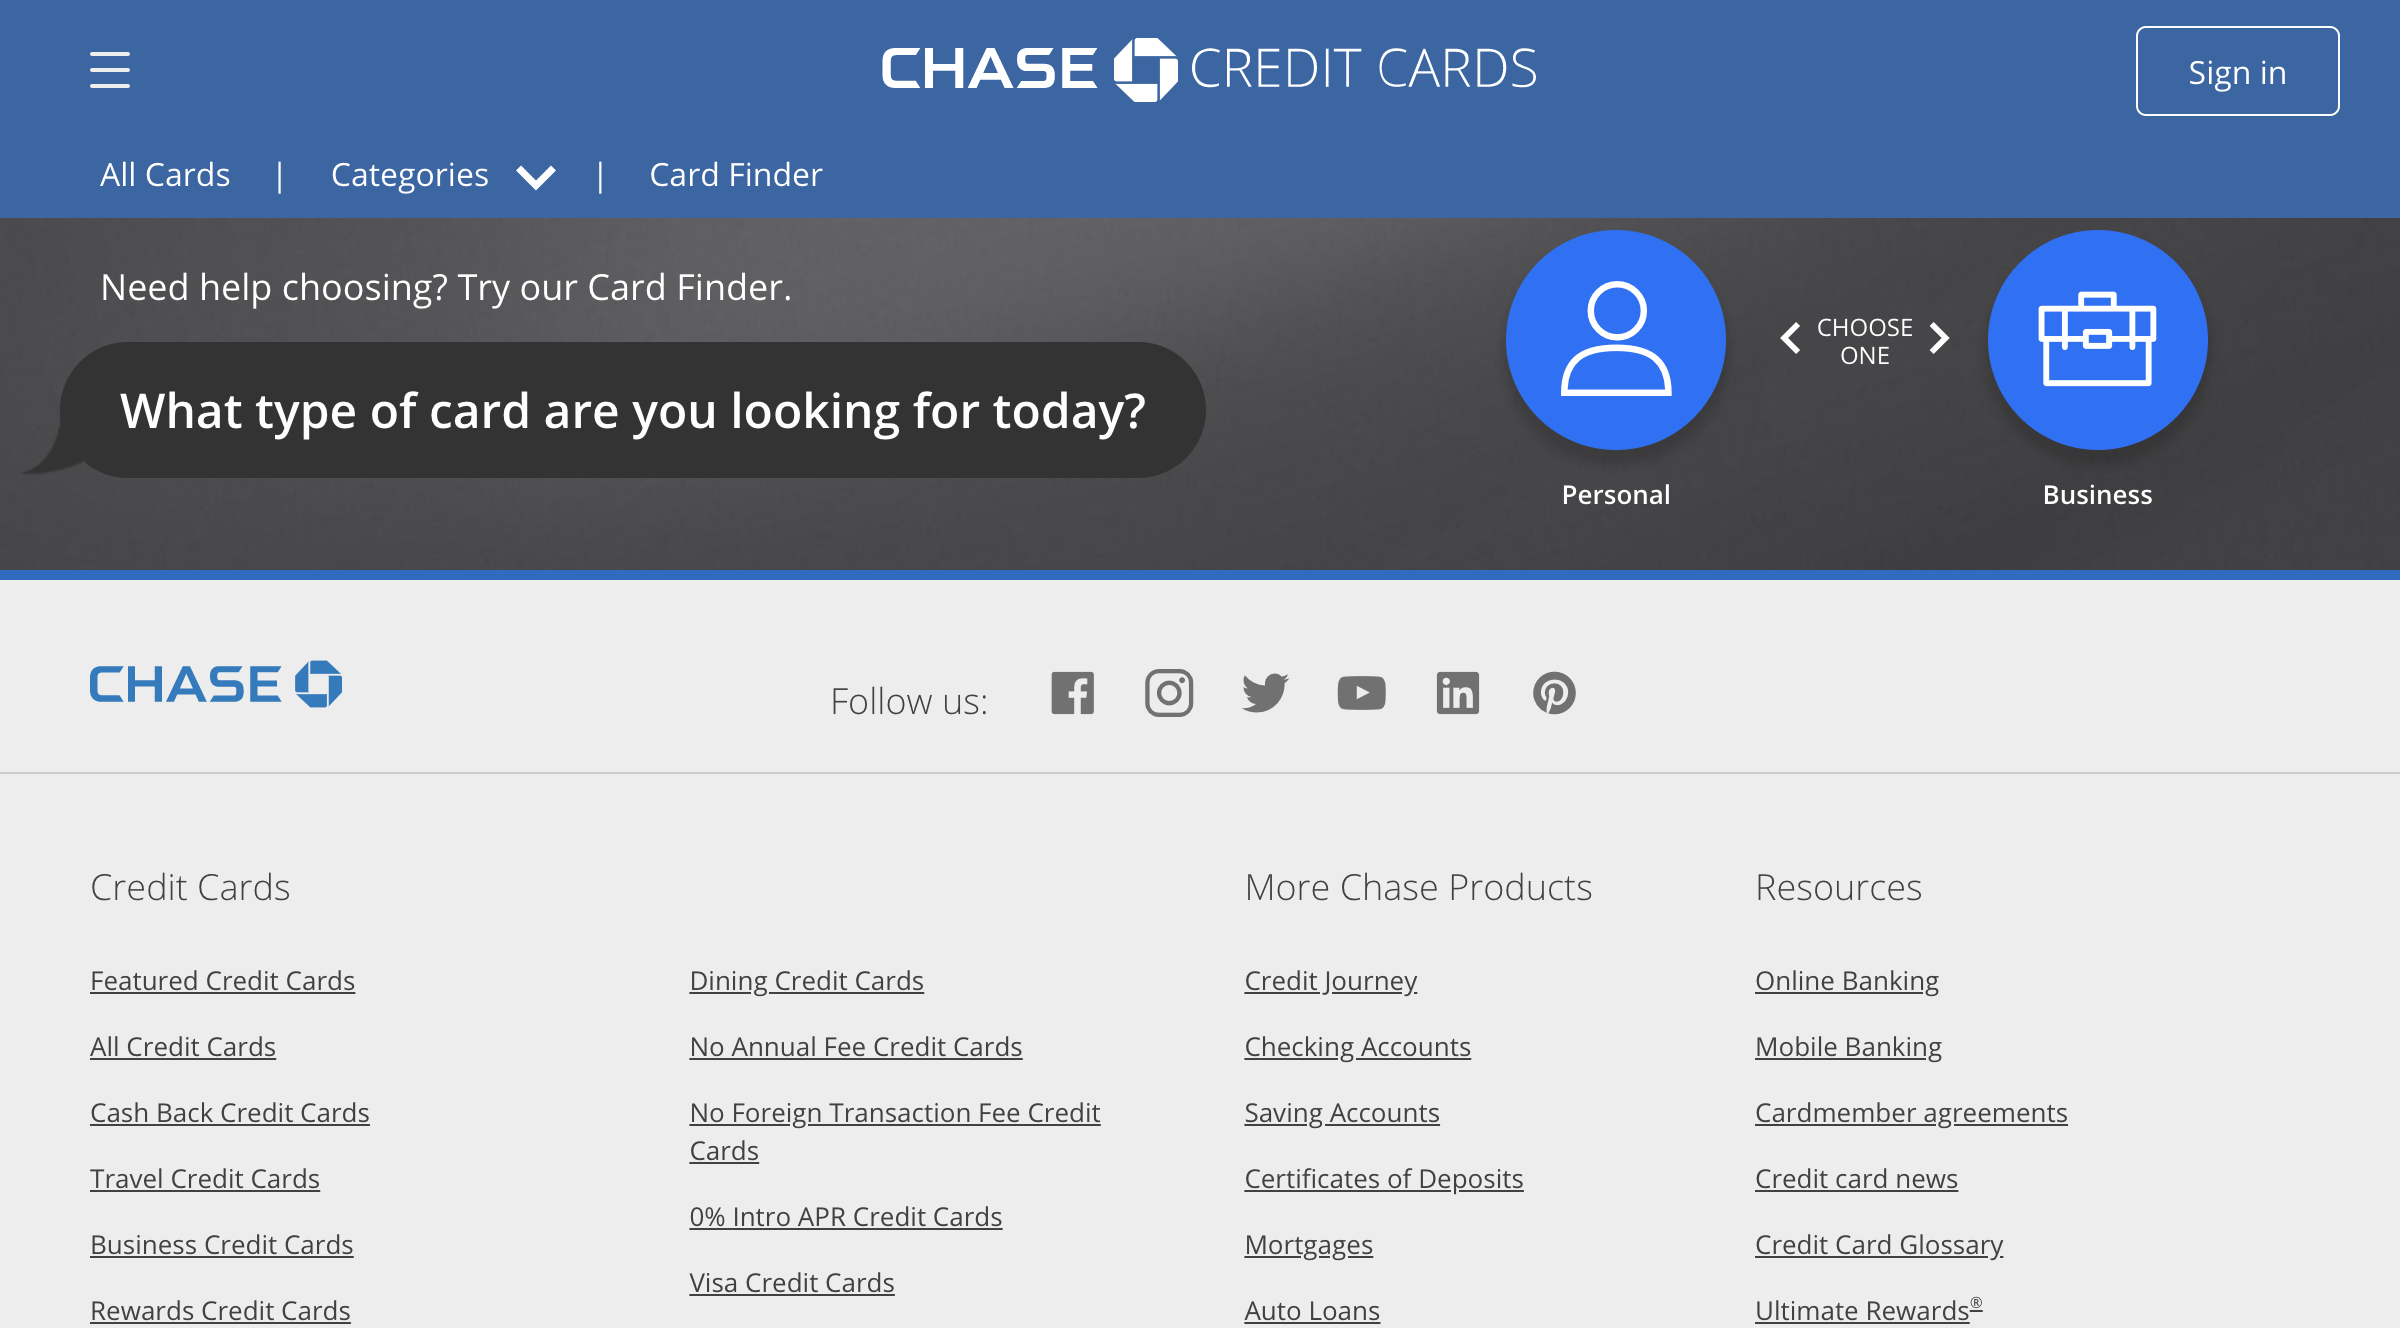 CHASE CREDIT CARDS
Sign in
All Cards | Categories | Card Finder
Need help choosing? Try our Card Finder.
What type of card are you looking for today?
CHOOSE
ONE
Personal
Business
CHASE
Follow us:
Credit Cards
Featured Credit Cards
All Credit Cards
Cash Back Credit Cards
Travel Credit Cards
Business Credit Cards
Rewards Credit Cards
Dining Credit Cards
No Annual Fee Credit Cards
No Foreign Transaction Fee Credit
Cards
0% Intro APR Credit Cards
Visa Credit Cards
More Chase Products
Credit Journey
Checking Accounts
Saving Accounts
Certificates of Deposits
Mortgages
Auto Loans
Resources
Online Banking
Mobile Banking
Cardmember agreements
Credit card news
Credit Card Glossary
Ultimate Rewards®